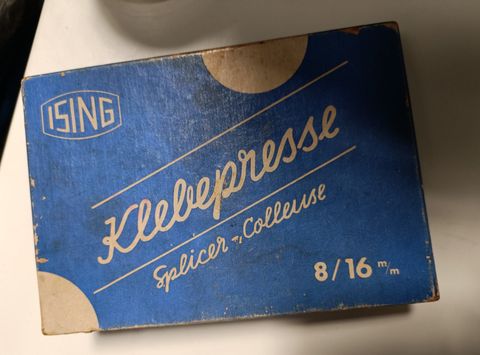 ISING
Klebepresse
Splicer - Colleuse
8/16 m/m